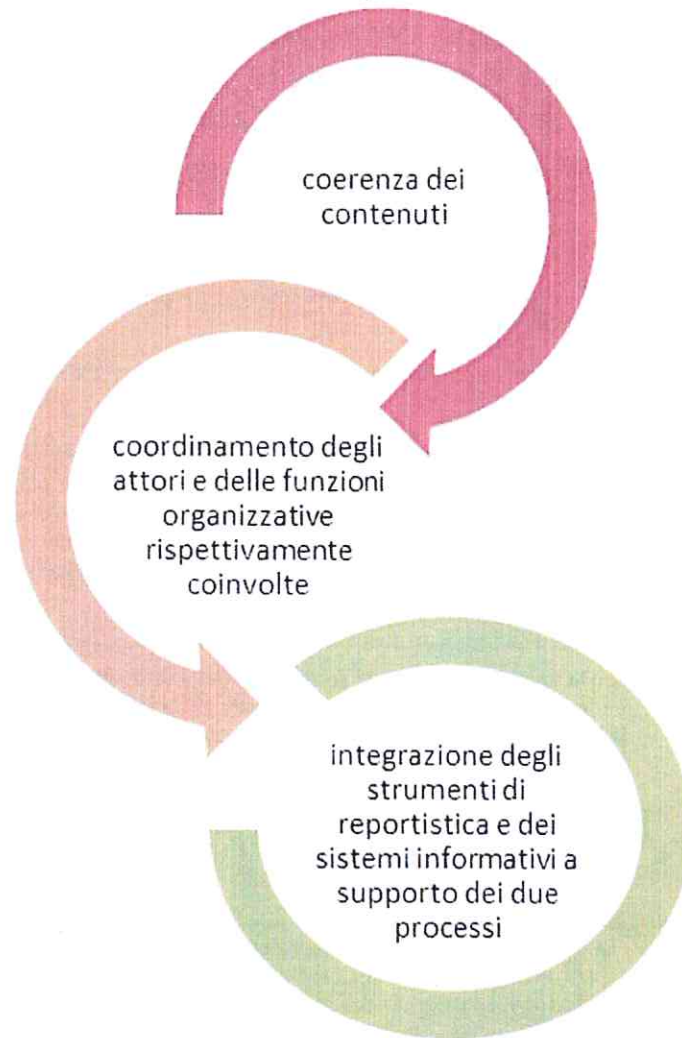 coerenza dei
contenuti
coordinamento degli
attori e delle funzioni
organizzative
rispettivamente
coinvolte
integrazione degli
strumenti di
reportistica e dei
sistemi informativi a
supporto dei due
processi